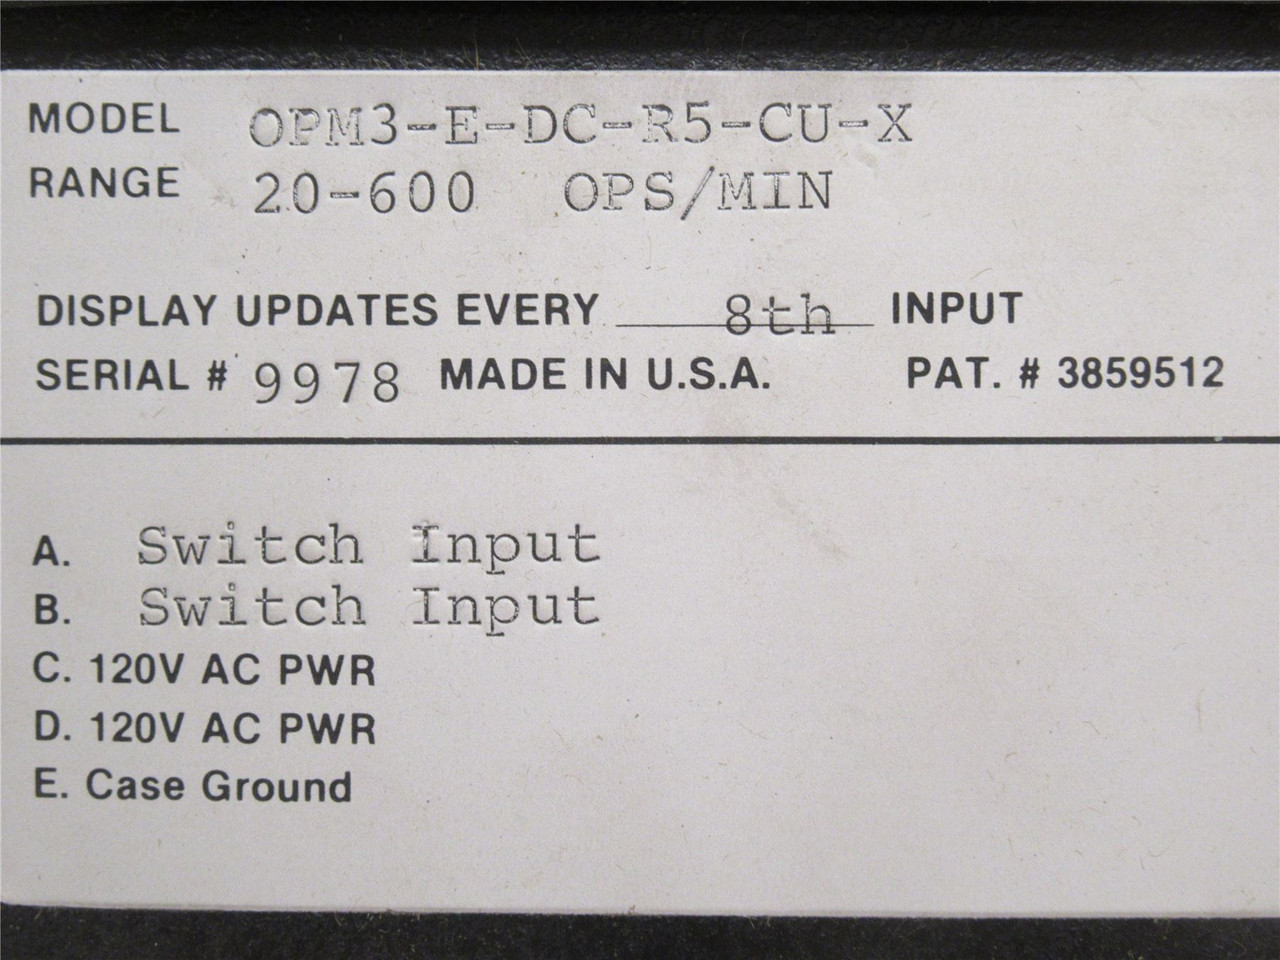 MODEL OPM3-E-DC-R5-CU-X
RANGE 20-600 OPS/MIN
DISPLAY UPDATES EVERY 8th INPUT
SERIAL # 9978 MADE IN U.S.A. PAT. # 3859512
A. Switch Input
B. Switch Input
C. 120V AC PWR
D. 120V AC PWR
E. Case Ground